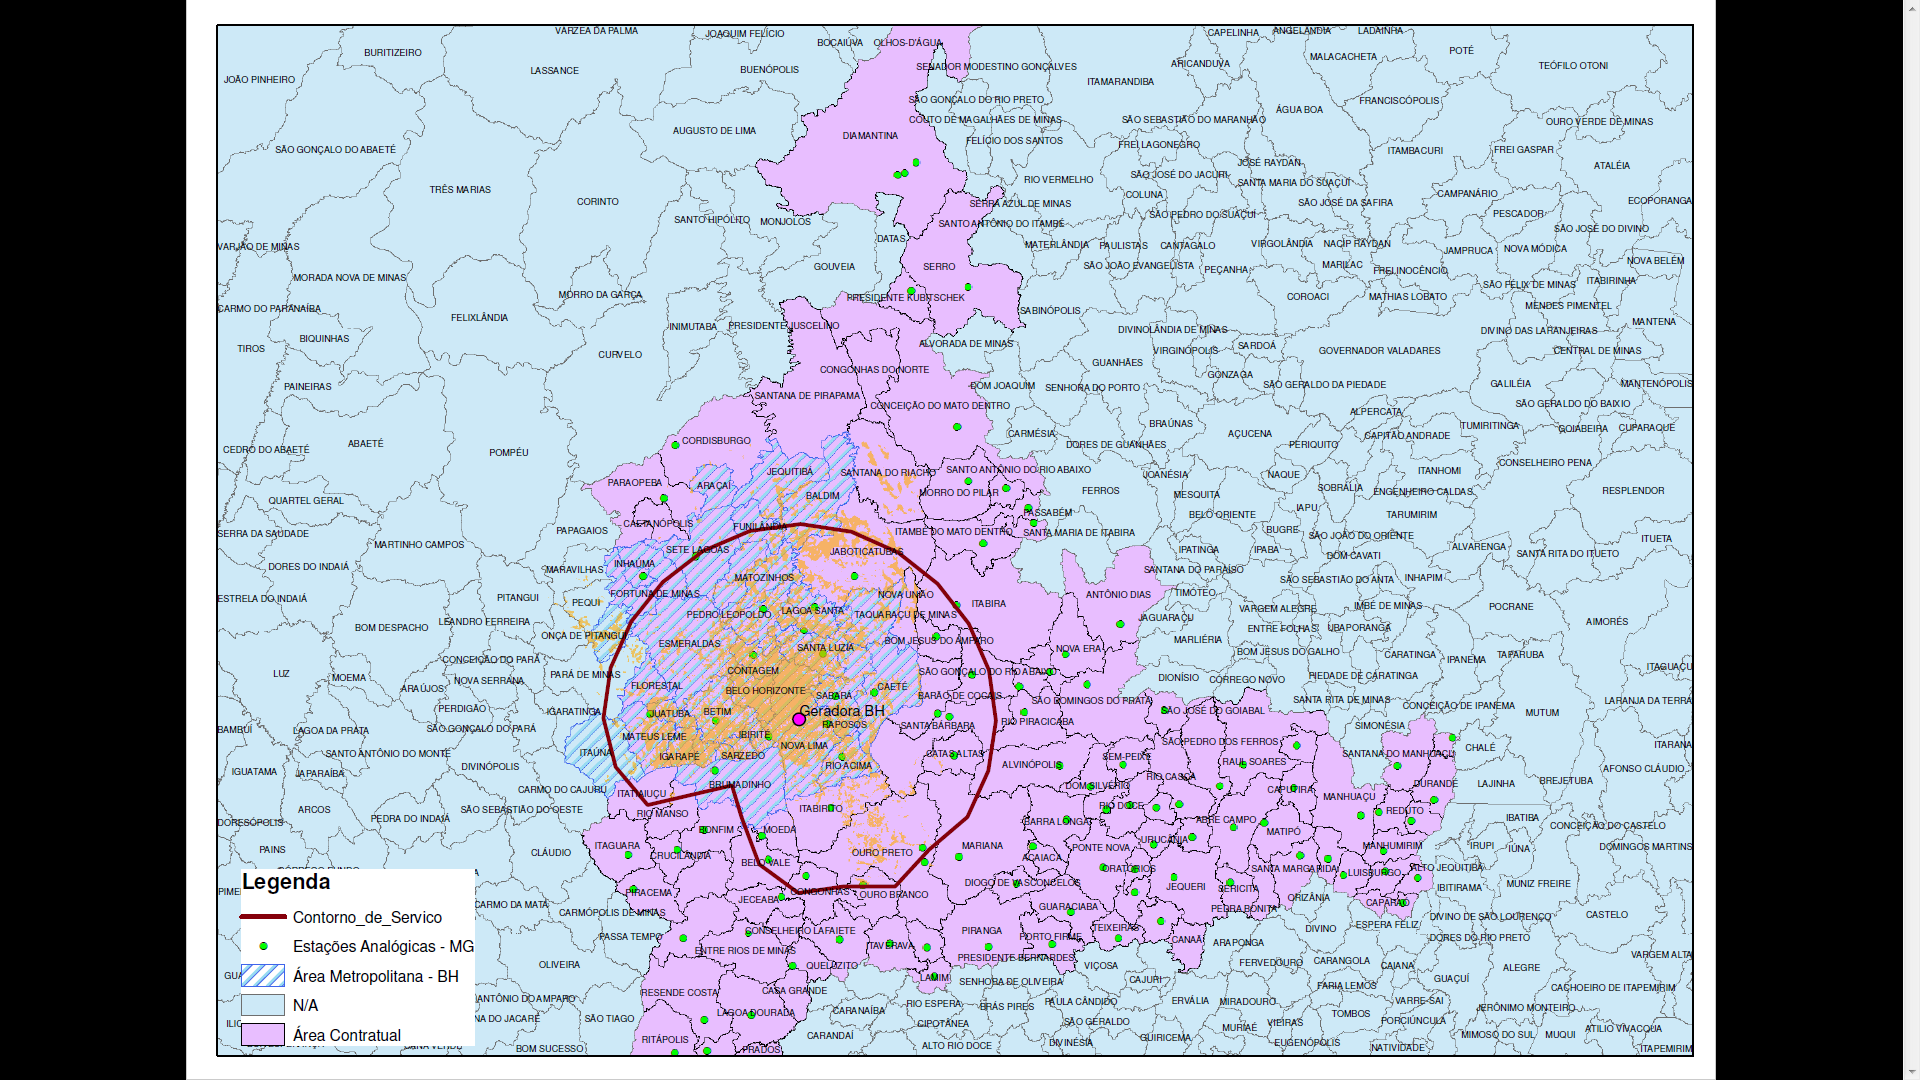 VARZEA DA PALMA
JOAQUIM FELÍCIO
BOCAIÚVA
OLHOS-D'ÁGUA
CAPELINHA
ANGELÂNDIA
LADAINHA
BURITIZEIRO
LASSANCE
BUENÓPOLIS
SENADOR MODESTINO GONÇALVES
ITAMARANDIBA
ARICANDUVA
MALACACHETA
POTÉ
TEÓFILO OTONI
JOÃO PINHEIRO
SÃO GONÇALO DO RIO PRETO
ÁGUA BOA
FRANCISCÓPOLIS
AUGUSTO DE LIMA
DIAMANTINA
COUTO DE MAGALHÃES DE MINAS
SÃO SEBASTIÃO DO MARANHÃO
OURO VERDE DE MINAS
SÃO GONÇALO DO ABAETÉ
FELÍCIO DOS SANTOS
FREI LAGONEGRO
ITAMBACURI
FREI GASPAR
ATALÉIA
TRÊS MARIAS
CORINTO
RIO VERMELHO
SÃO JOSÉ DO JACURI
JOSÉ RAYDAN
SANTA MARIA DO SUAÇUÍ
COLUNA
CAMPANÁRIO
ECOPORANGA
SANTO HIPÓLITO
MONJOLOS
SERRA AZUL DE MINAS
SÃO PEDRO DO SUAÇUÍ
SÃO JOSÉ DA SAFIRA
PESCADOR
SANTO ANTÔNIO DO ITAMBÉ
SÃO JOSÉ DO DIVINO
VARJÃO DE MINAS
DATAS
MATERLÂNDIA
PAULISTAS
CANTAGALO
VIRGOLÂNDIA
NACIP RAYDAN
JAMPRUCA
NOVA MÓDICA
NOVA BELÉM
MORADA NOVA DE MINAS
GOUVEIA
SERRO
SÃO JOÃO EVANGELISTA
PEÇANHA
MARILAC
FREI INOCÊNCIO
SÃO FÉLIX DE MINAS
ITABIRINHA
CARMO DO PARANAÍBA
MORRO DA GARÇA
PRESIDENTE KUBITSCHEK
SABINÓPOLIS
COROACI
MATHIAS LOBATO
MENDES PIMENTEL
FELIXLÂNDIA
INIMUTABA
PRESIDENTE JUSCELINO
DIVINOLÂNDIA DE MINAS
DIVINO DAS LARANJEIRAS
MANTENA
TIROS
BIQUINHAS
CURVELO
ALVORADA DE MINAS
VIRGINÓPOLIS
SARDOÁ
GOVERNADOR VALADARES
CENTRAL DE MINAS
PAINEIRAS
CONGONHAS DO NORTE
DOM JOAQUIM
SENHORA DO PORTO
GUANHÃES
GONZAGA
SÃO GERALDO DA PIEDADE
GALILÉIA
MANTENÓPOLIS
SANTANA DE PIRAPAMA
CONCEIÇÃO DO MATO DENTRO
ALPERCATA
SÃO GERALDO DO BAIXIO
CEDRO DO ABAETÉ
ABAETÉ
POMPÉU
CORDISBURGO
CARMÉSIA
DORES DE GUANHÃES
BRAÚNAS
AÇUCENA
PERIQUITO
CAPITÃO ANDRADE
TUMIRITINGA
GOIABEIRA
CUPARAQUE
JEQUITIBÁ
SANTANA DO RIACHO
SANTO ANTÔNIO DO RIO ABAIXO
JOANÉSIA
NAQUE
ITANHOMI
CONSELHEIRO PENA
PARAOPEBA
ARAÇAÍ
BALDIM
MORRO DO PILAR
FERROS
MESQUITA
SOBRÁLIA
ENGENHEIRO CALDAS
RESPLENDOR
QUARTEL GERAL
PAPAGAIOS
CAETANÓPOLIS
FUNILÂNDIA
PASSABÉM
BELO ORIENTE
IAPU
TARUMIRIM
SERRA DA SAUDADE
MARTINHO CAMPOS
SETE LAGOAS
JABOTICATUBAS
ITAMBÉ DO MATO DENTRO
SANTA MARIA DE ITABIRA
BUGRE
SÃO JOÃO DO ORIENTE
ITUETA
DORES DO INDAIÁ
MARAVILHAS
INHAÚMA
MATOZINHOS
IPATINGA
IPABA
DOM CAVATI
ALVARENGA
SANTA RITA DO ITUETO
ESTRELA DO INDAIÁ
PITANGUI
PEQUI
FORTUNA DE MINAS
NOVA UNIÃO
ITABIRA
ANTÔNIO DIAS
SANTANA DO PARAÍSO
TIMÓTEO
SÃO SEBASTIÃO DO ANTA
INHAPIM
POCRANE
BOM DESPACHO
LEANDRO FERREIRA
ONÇA DE PITANGUI
PEDRO LEOPOLDO
LAGOA SANTA
TAQUARAÇU DE MINAS
JAGUARAÇU
VARGEM ALEGRE
IMBÉ DE MINAS
AIMORÉS
ESMERALDAS
SANTA LUZIA
BOM JESUS DO AMPARO
NOVA ERA
MARLIÉRIA
ENTRE FOLHAS
UBAPORANGA
LUZ
MOEMA
CONCEIÇÃO DO PARÁ
PARÁ DE MINAS
CONTAGEM
SÃO GONÇALO DO RIO ABAIXO
BOM JESUS DO GALHO
CARATINGA
IPANEMA
TAPARUBA
ITAGUAÇU
ARAÚJOS
NOVA SERRANA
FLORESTAL
BELO HORIZONTE
SABARÁ
CAETÉ
BARÃO DE COCAIS
SÃO DOMINGOS DO PRATA
DIONÍSIO
CÓRREGO NOVO
PIEDADE DE CARATINGA
LARANJA DA TERRA
PERDIGÃO
IGARATINGA
JUATUBA
BETIM
Geradora BH
RAPOSOS
SANTA BÁRBARA
RIO PIRACICABA
SÃO JOSÉ DO GOIABAL
SANTA RITA DE MINAS
CONCEIÇÃO DE IPANEMA
MUTUM
BAMBUÍ
LAGOA DA PRATA
SÃO GONÇALO DO PARÁ
MATEUS LEME
IBIRITÉ
NOVA LIMA
SIMONÉSIA
ITARANA
SANTO ANTÔNIO DO MONTE
ITAÚNA
IGARAPÉ
SARZEDO
RIO ACIMA
CATAS ALTAS
ALVINÓPOLIS
SEM-PEIXE
SÃO PEDRO DOS FERROS
RAUL SOARES
SANTANA DO MANHUAÇU
CHALÉ
IGUATAMA
JAPARAÍBA
DIVINÓPOLIS
CARMO DO CAJURU
ITATIAIUÇU
BRUMADINHO
DOM SILVÉRIO
RIO CASCA
CAPUTIRA
MANHUAÇU
DURANDÉ
LAJINHA
BREJETUBA
AFONSO CLÁUDIO
ARCOS
PEDRA DO INDAIÁ
SÃO SEBASTIÃO DO OESTE
RIO MANSO
ITABIRITO
RIO DOCE
REDUTO
DORESÓPOLIS
BONFIM
MOEDA
BARRA LONGA
ABRE CAMPO
MATIPÓ
IBATIBA
CONCEIÇÃO DO CASTELO
PAINS
CLÁUDIO
ITAGUARA
CRUCILÂNDIA
BELO VALE
OURO PRETO
MARIANA
ACAIACA
PONTE NOVA
URUCÂNIA
MANHUMIRIM
IRUPI
IÚNA
DOMINGOS MARTINS
ORATÓRIOS
SANTA MARGARIDA
LUISBURGO
ALTO JEQUITIBÁ
PIRACEMA
JECEABA
CONGONHAS
OURO BRANCO
DIOGO DE VASCONCELOS
JEQUERI
SERICITA
ORIZÂNIA
CAPARAÓ
IBITIRAMA
MUNIZ FREIRE
CARMO DA MATA
CARMÓPOLIS DE MINAS
GUARACIABA
PEDRA BONITA
DIVINO
ESPERA FELIZ
DIVINO DE SÃO LOURENÇO
CASTELO
PASSA TEMPO
CONSELHEIRO LAFAIETE
ITAVERAVA
PIRANGA
PORTO FIRME
TEIXEIRAS
CANAÃ
ARAPONGA
DORES DO RIO PRETO
ENTRE RIOS DE MINAS
PRESIDENTE BERNARDES
VARGEM ALTA
OLIVEIRA
QUELUZITO
LAMIM
SENHORA DE OLIVEIRA
VIÇOSA
CAJURI
FERVEDOURO
CARANGOLA
CAIANA
GUAÇUÍ
ALEGRE
RESENDE COSTA
CASA GRANDE
RIO ESPERA
BRÁS PIRES
PAULA CÂNDIDO
ERVÁLIA
MIRADOURO
FARIA LEMOS
VARRE-SAI
CACHOEIRO DE ITAPEMIRIM
JERÔNIMO MONTEIRO
SÃO TIAGO
LAGOA DOURADA
CARANAÍBA
CIPOTÂNEA
SÃO GERALDO
MURIAÉ
VIEIRAS
TOMBOS
PORCIÚNCULA
ATILIO VIVACQUA
RITÁPOLIS
PRADOS
CARANDAÍ
ALTO RIO DOCE
DIVINÉSIA
GUIRICEMA
EUGENÓPOLIS
NATIVIDADE
MIMOSO DO SUL
MUQUI
ITAPEMIRIM
BOM SUCESSO
ANTÔNIO DO AMPARO
NA DO JACARÉ
Legenda
Contorno_de_Servico
Estações Analógicas - MG
Área Metropolitana - BH
N/A
Área Contratual